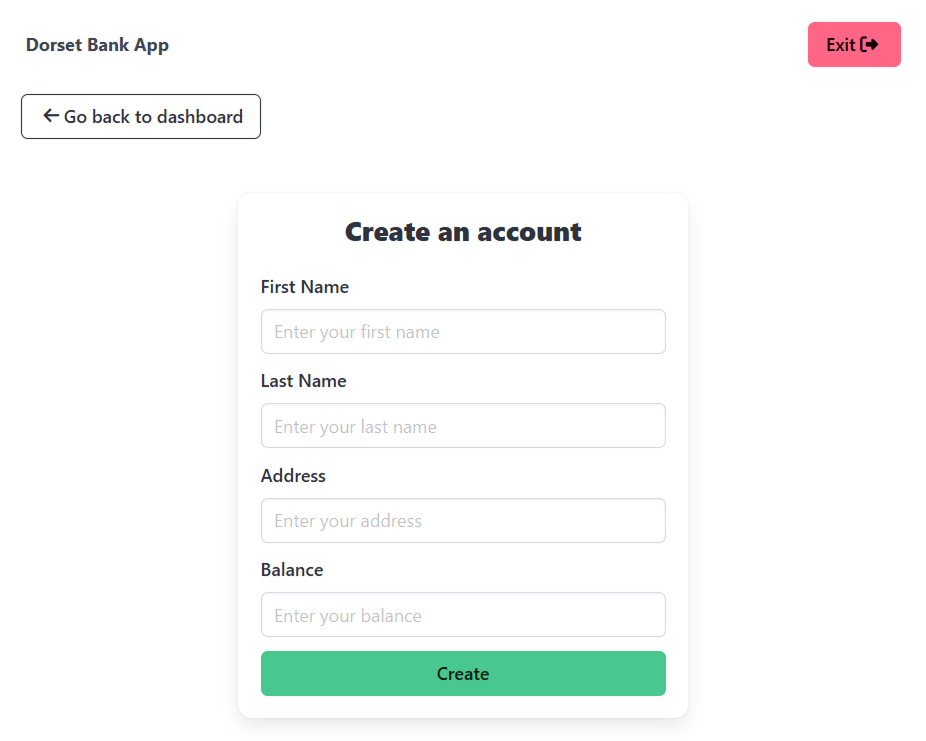 Dorset Bank App
Exit
Go back to dashboard
Create an account
First Name
Enter your first name
Last Name
Enter your last name
Address
Enter your address
Balance
Enter your balance
Create